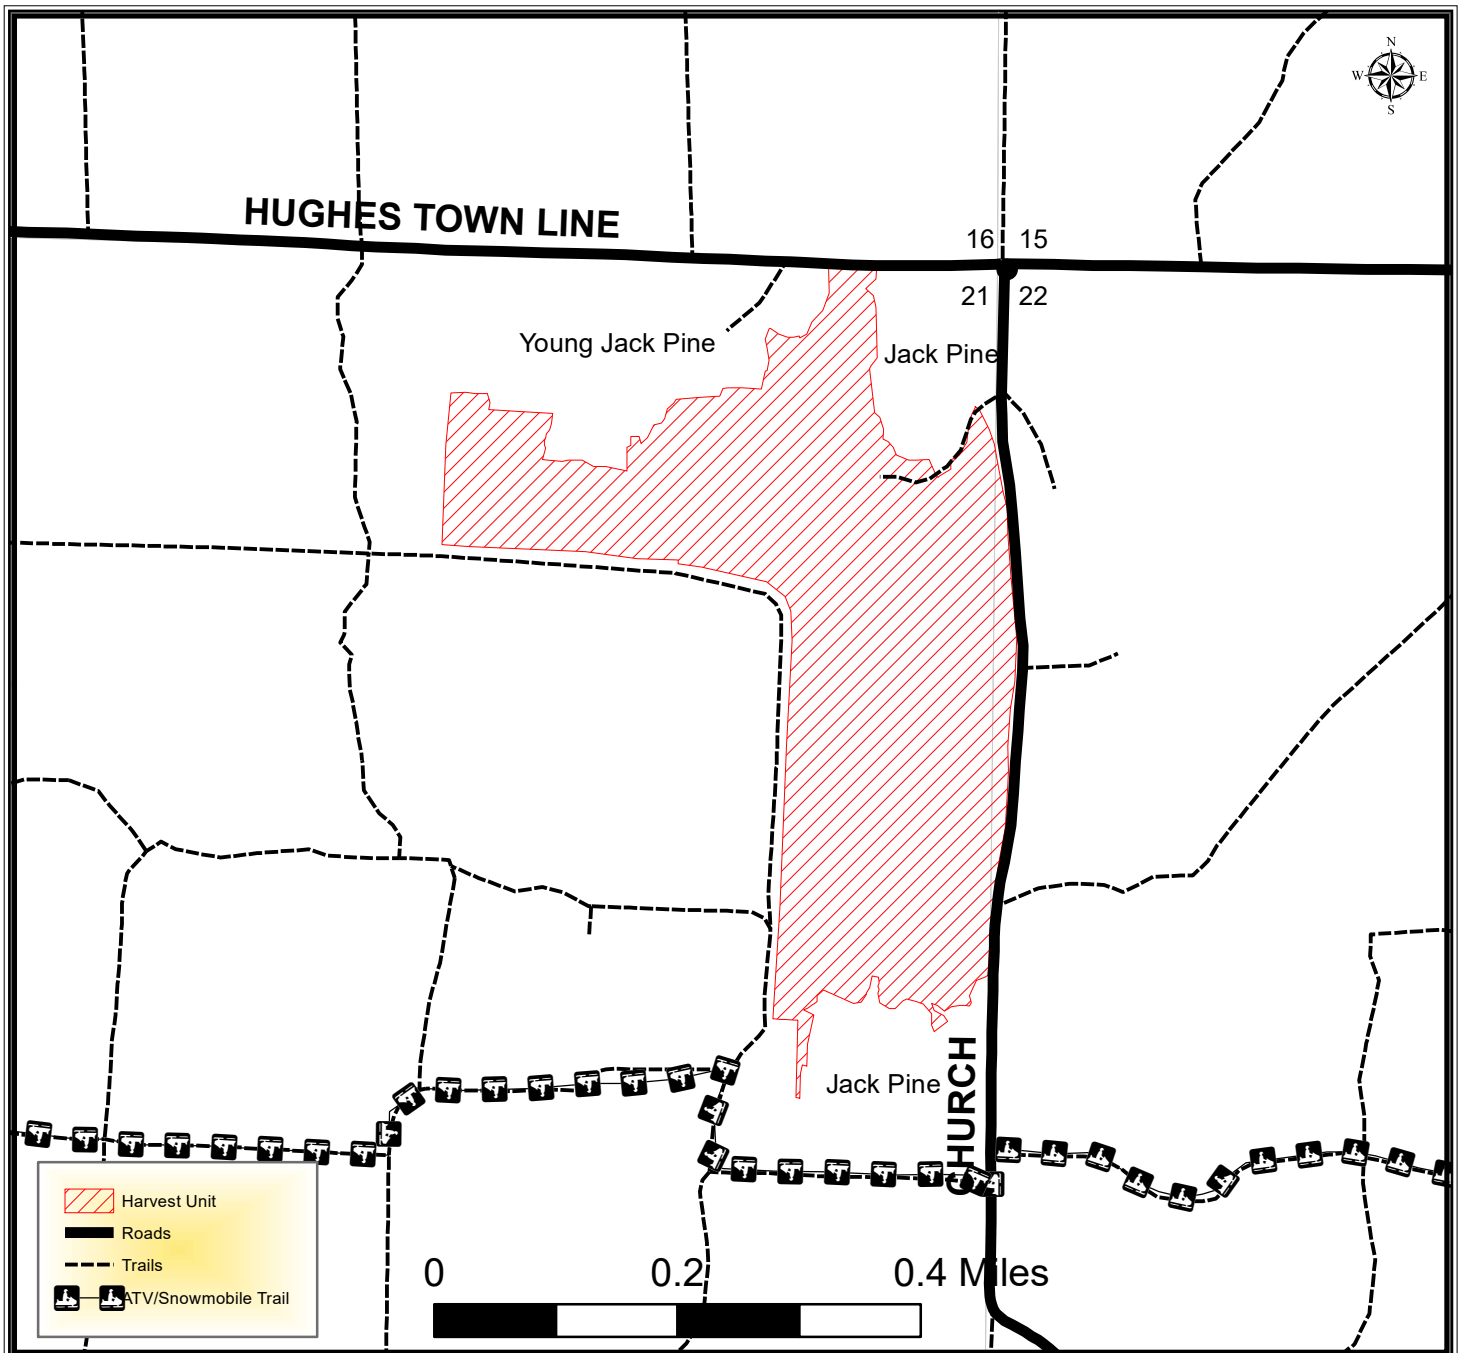 N
W E
S
HUGHES TOWN LINE
16 15
21 22
Young Jack Pine
Jack Pine
Jack Pine
CHURCH
Harvest Unit
Roads
Trails
ATV/Snowmobile Trail
0 0.2 0.4 Miles